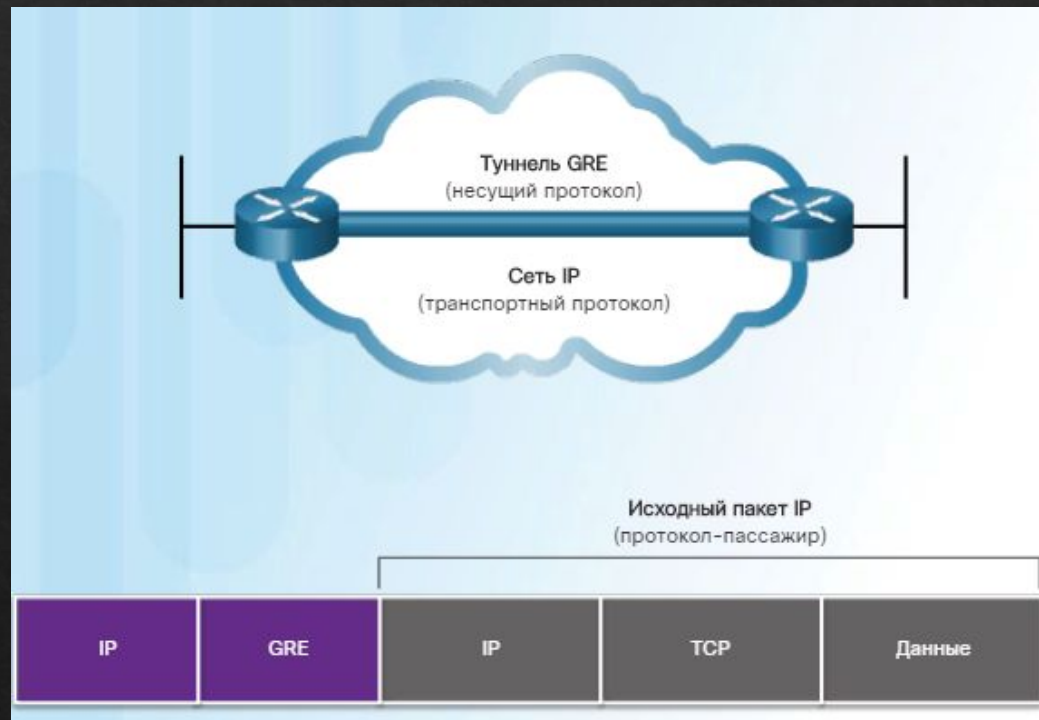 Туннель GRE
(несущий протокол)
Сеть IP
(транспортный протокол)
Исходный пакет IP
(протокол-пассажир)
IP
GRE
IP
TCP
Данные